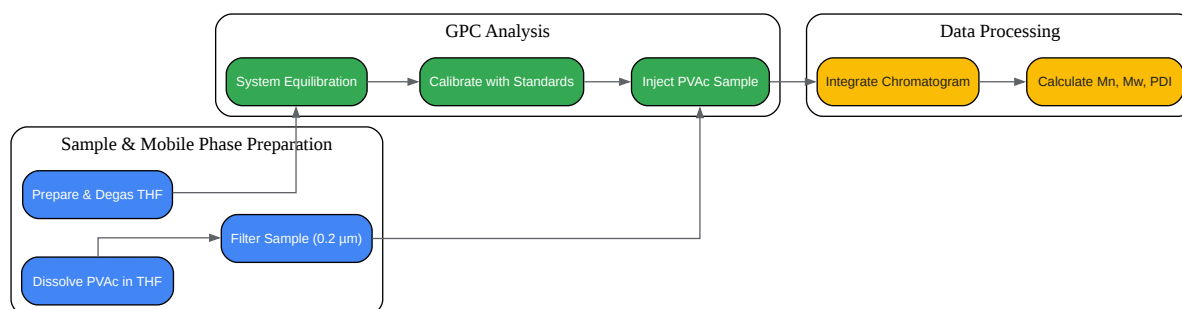 GPC Analysis
System Equilibration
Calibrate with Standards
Inject PVAc Sample
Data Processing
Integrate Chromatogram
Calculate Mn, Mw, PDI
Sample & Mobile Phase Preparation
Prepare & Degas THF
Filter Sample (0.2 µm)
Dissolve PVAc in THF